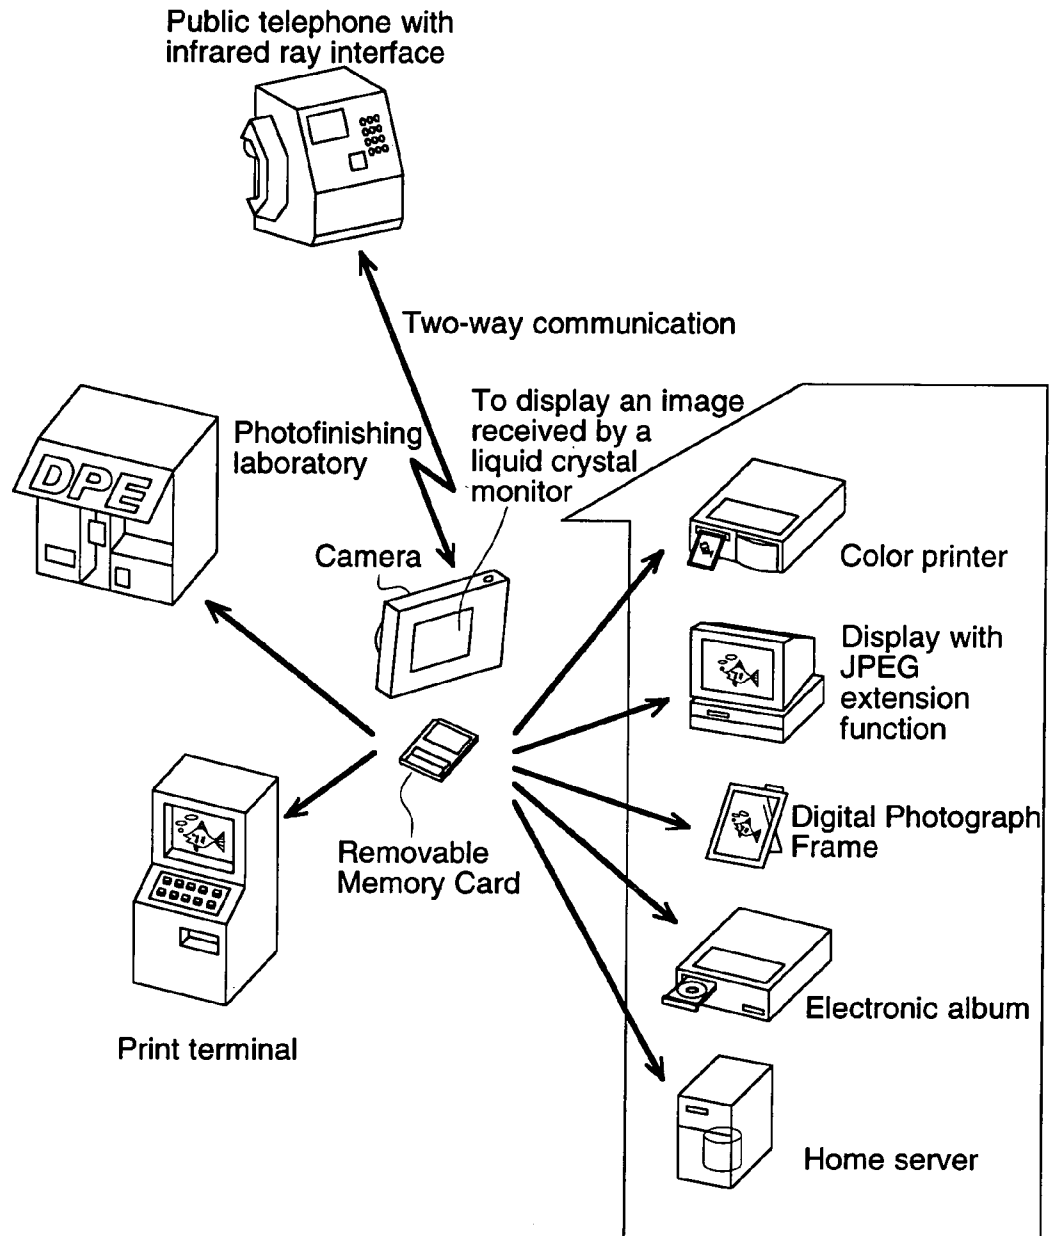 Public telephone with
infrared ray interface
Two-way communication
To display an image
received by a
liquid crystal
monitor
Photofinishing
laboratory
DPE
Camera
Color printer
Display with
JPEG
extension
function
Digital Photograph
Frame
Removable
Memory Card
Electronic album
Print terminal
Home server